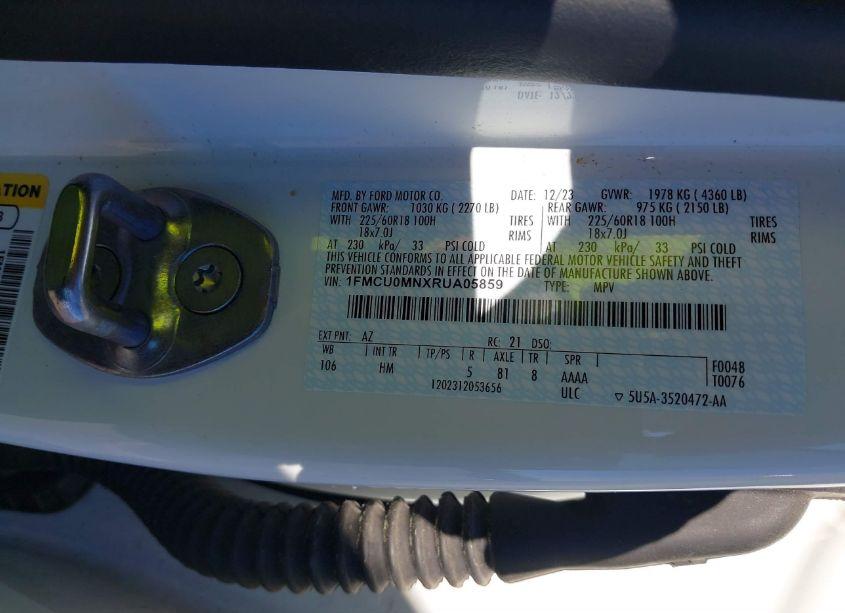 ATION
MFD. BY FORD MOTOR CO. DATE: 12/23 GVWR: 1978 KG ( 4360 LB)
FRONT GAWR: 1030 KG ( 2270 LB) REAR GAWR: 975 KG ( 2150 LB)
WITH 225/60R18 100H TIRES WITH 225/60R18 100H TIRES
18x7.0J RIMS 18x7.0J RIMS
AT 230 kPa/ 33 PSI COLD AT 230 kPa/ 33 PSI COLD
THIS VEHICLE CONFORMS TO ALL APPLICABLE FEDERAL MOTOR VEHICLE SAFETY AND THEFT
PREVENTION STANDARDS IN EFFECT ON THE DATE OF MANUFACTURE SHOWN ABOVE.
VIN: 1FMCU0MNXRUA05859 TYPE: MPV
EXT PNT: AZ RC: 21 DSO:
WB INT TR TP/PS R AXLE TR SPR
106 HM 5 81 8 AAAA
F0048
T0076
1202312053656 ULC ▽ 5U5A-3520472-AA